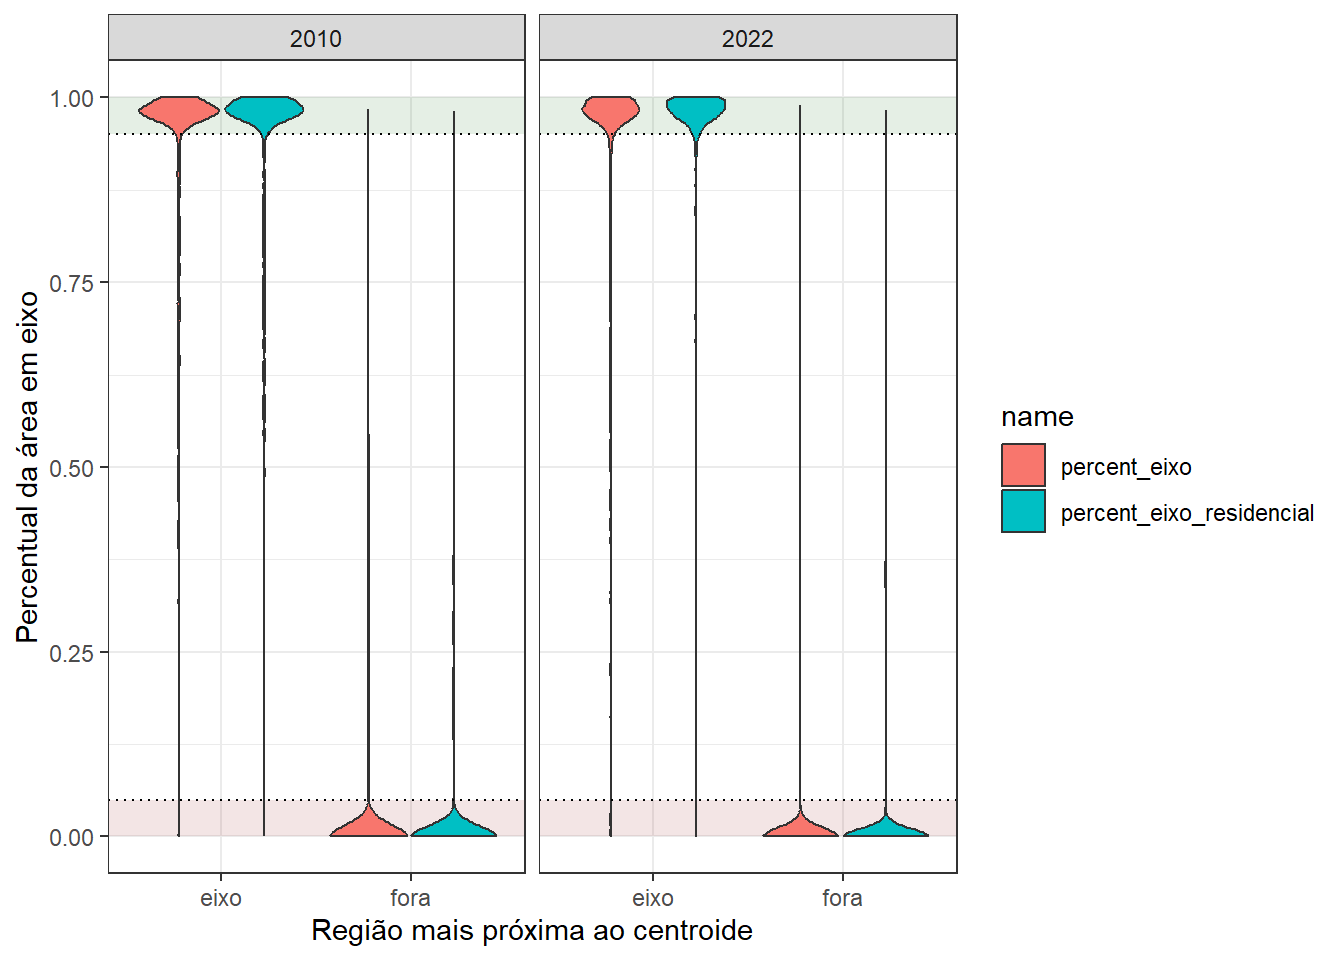 2010
2022
1.00
0.75
0.50
0.25
0.00
Percentual da área em eixo
eixo
fora
eixo
fora
Região mais próxima ao centroide
name
percent_eixo
percent_eixo_residencial